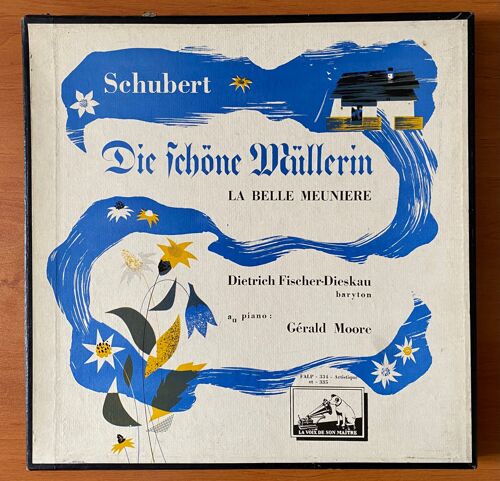 Schubert
Die schöne Müllerin
LA BELLE MEUNIERE
Dietrich Fischer-Dieskau
baryton
au piano :
Gérald Moore
FALP - 334 - Artistique
et - 335
LA VOIX DE SON MAITRE